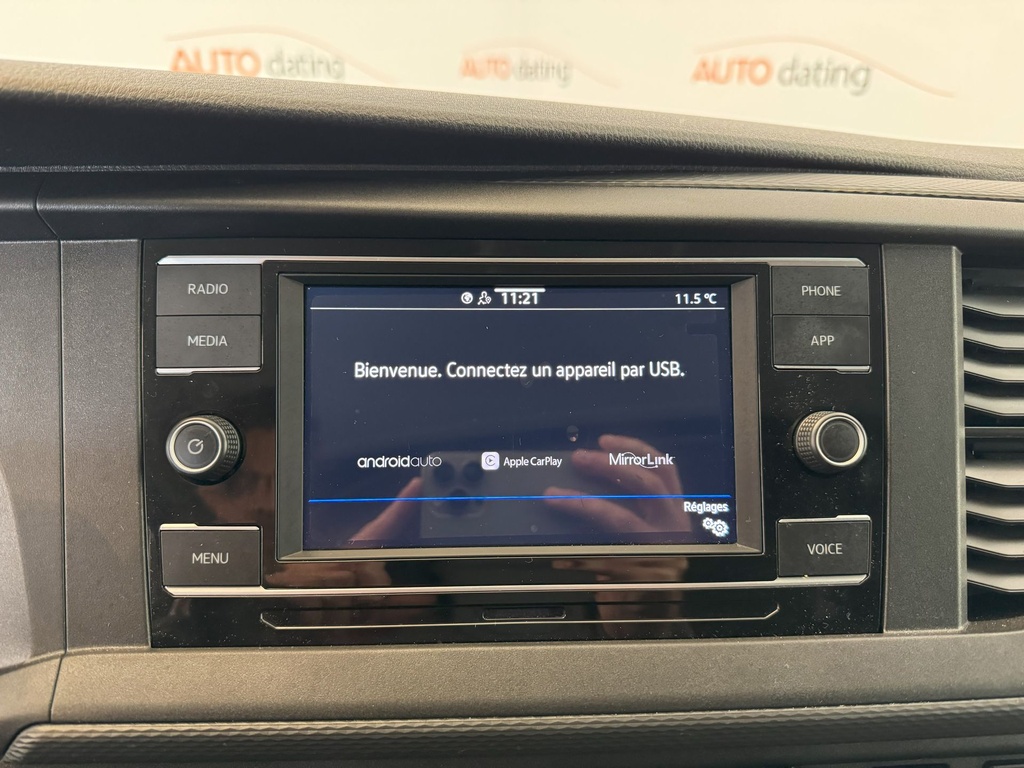 AUTO dating
AUTO dating
AUTO dating
RADIO
MEDIA
MENU
11:21
11.5 °C
Bienvenue. Connectez un appareil par USB.
androidauto
Apple CarPlay
MirrorLink
Réglages
PHONE
APP
VOICE